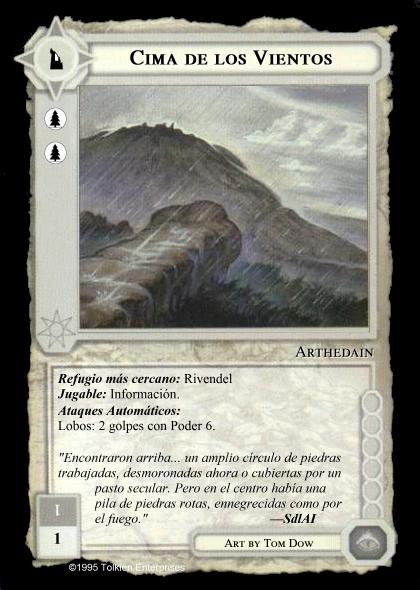 CIMA DE LOS VIENTOS
ARTHEDAIN
Refugio más cercano: Rivendel
Jugable: Información.
Ataques Automáticos:
Lobos: 2 golpes con Poder 6.
"Encontraron arriba... un amplio círculo de piedras
trabajadas, desmoronadas ahora o cubiertas por un
pasto secular. Pero en el centro había una
pila de piedras rotas, ennegrecidas como por
el fuego." —SdlAI
I
1
ART BY TOM DOW
©1995 Tolkien Enterprises